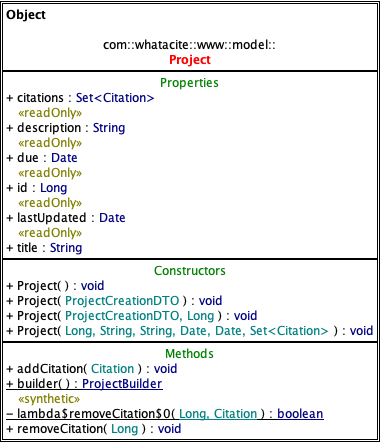 Object
com::whatacite::www::model::
Project
Properties
+ citations : Set<Citation>
«readOnly»
+ description : String
«readOnly»
+ due : Date
«readOnly»
+ id : Long
«readOnly»
+ lastUpdated : Date
«readOnly»
+ title : String
Constructors
+ Project( ) : void
+ Project( ProjectCreationDTO ) : void
+ Project( ProjectCreationDTO, Long ) : void
+ Project( Long, String, String, Date, Date, Set<Citation> ) : void
Methods
+ addCitation( Citation ) : void
+ builder( ) : ProjectBuilder
«synthetic»
− lambda$removeCitation$0( Long, Citation ) : boolean
+ removeCitation( Long ) : void